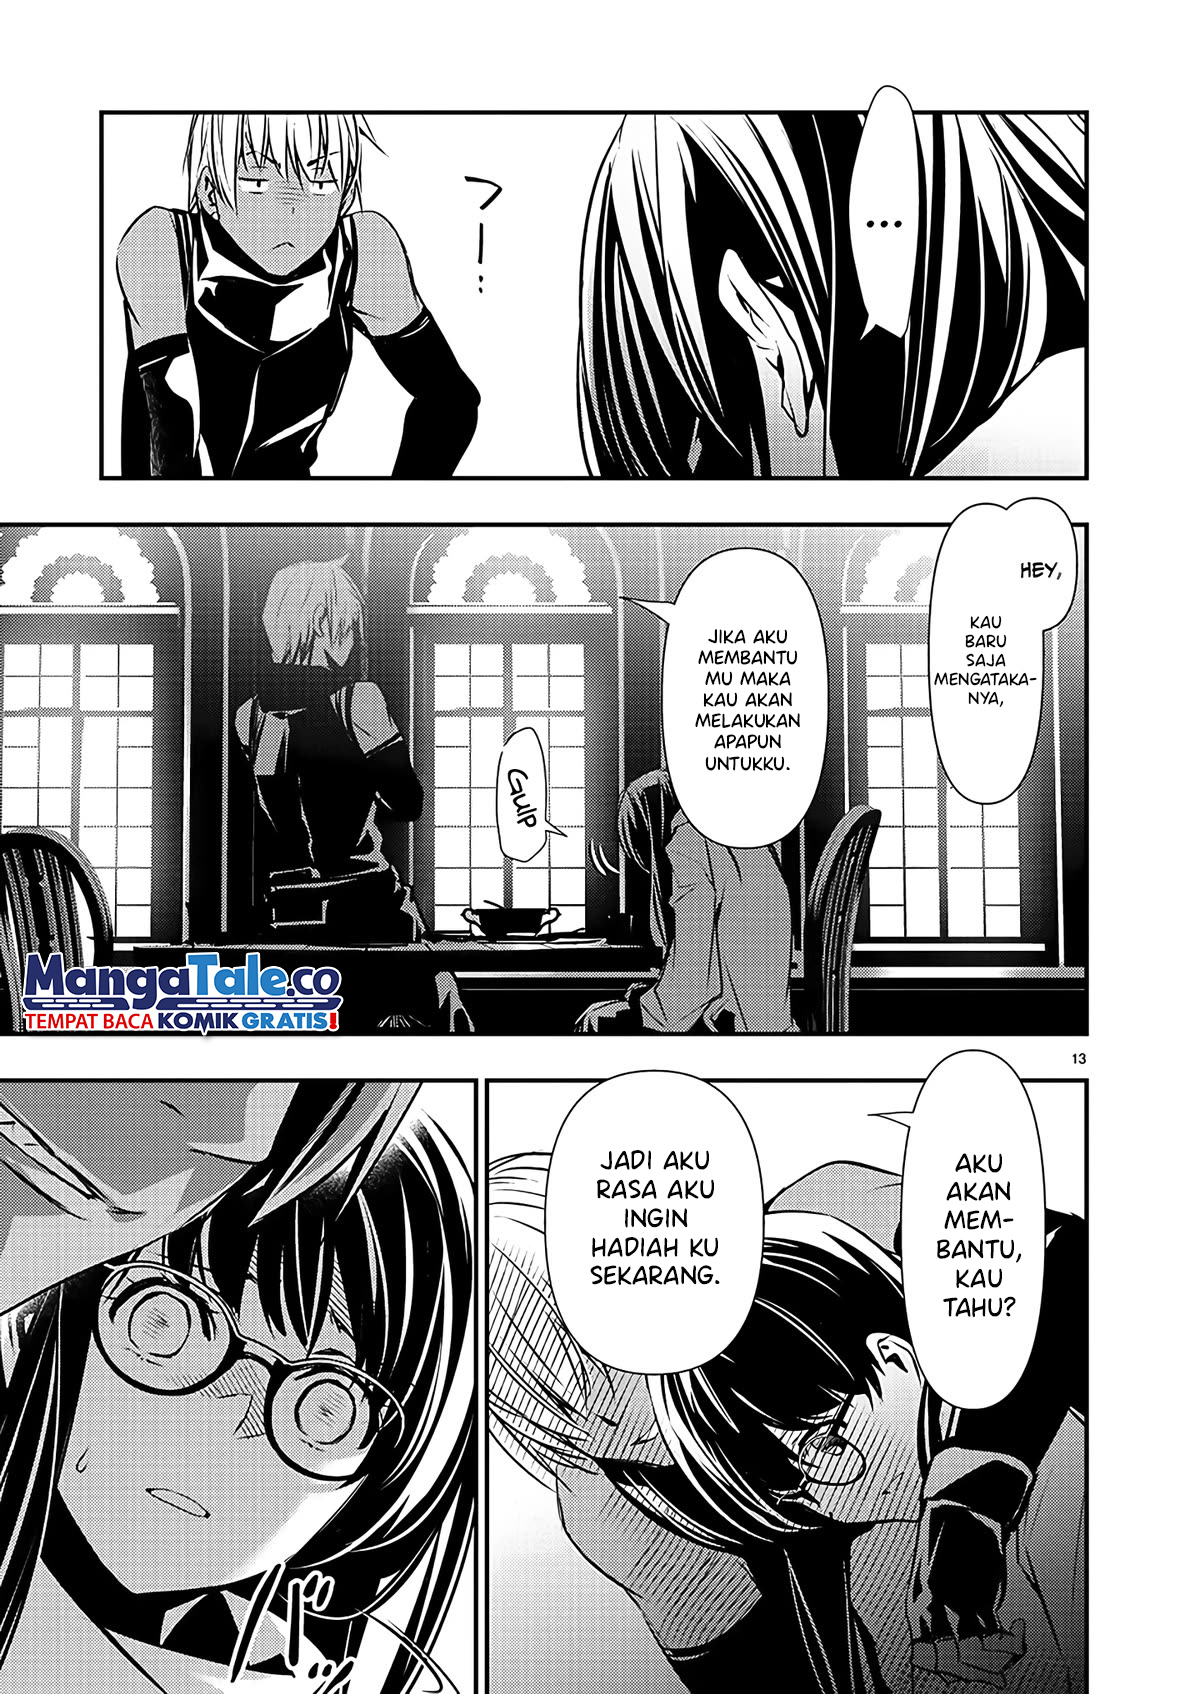 ...
フー…
HEY,
KAU
BARU
SAJA
MENGATAKA-
NYA,
JIKA AKU
MEMBANTU
MU MAKA
KAU AKAN
MELAKUKAN
APAPUN
UNTUKKU.
GULP
MangaTale.co
TEMPAT BACA KOMIK GRATIS!
13
AKU
AKAN
MEM-
BANTU,
KAU
TAHU?
JADI AKU
RASA AKU
INGIN
HADIAH KU
SEKARANG.